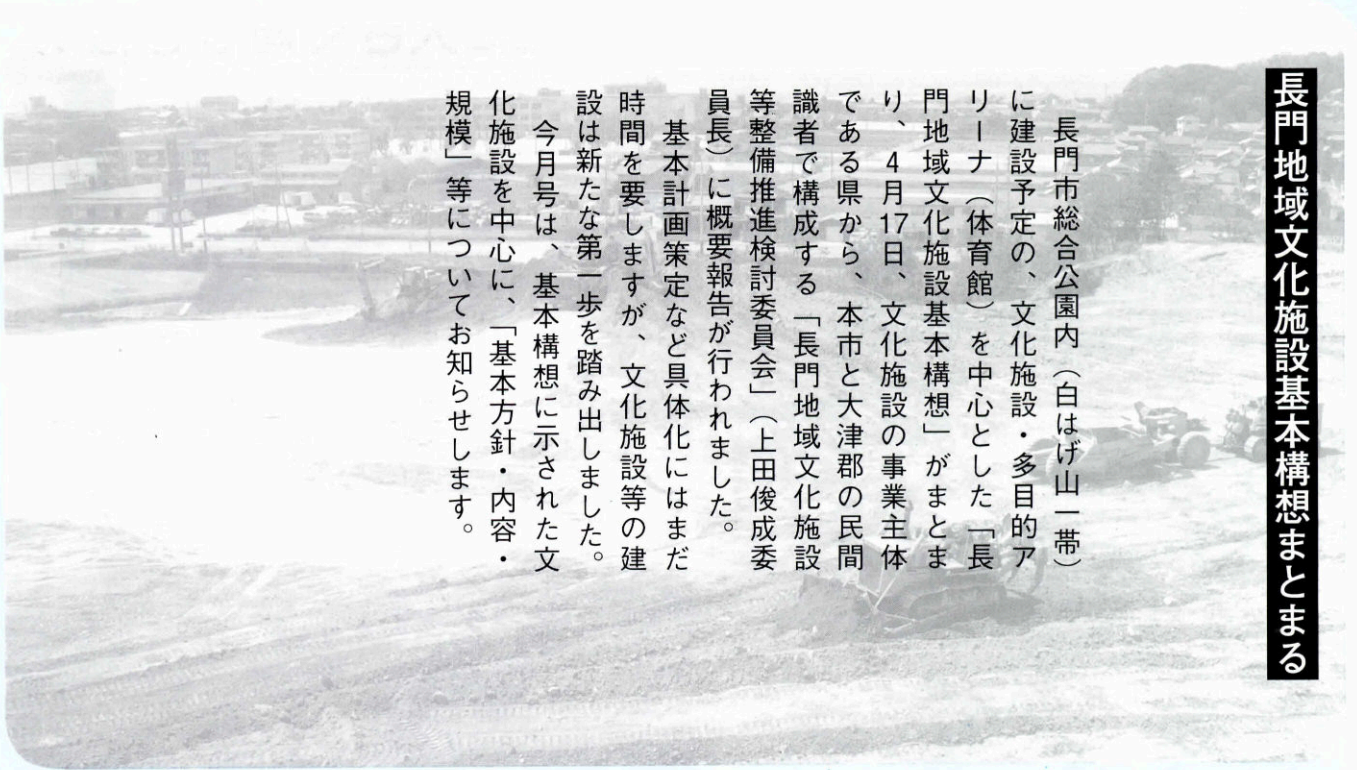 長門地域文化施設基本構想まとまる
長門市総合公園内（白はげ山一帯）
に建設予定の、文化施設・多目的ア
リーナ（体育館）を中心とした「長
門地域文化施設基本構想」がまとま
り、4月17日、文化施設の事業主体
である県から、本市と大津郡の民間
識者で構成する「長門地域文化施設
等整備推進検討委員会」（上田俊成委
員長）に概要報告が行われました。
基本計画策定など具体化にはまだ
時間を要しますが、文化施設等の建
設は新たな第一歩を踏み出しました。
今月号は、基本構想に示された文
化施設を中心に、「基本方針・内容・
規模」等についてお知らせします。